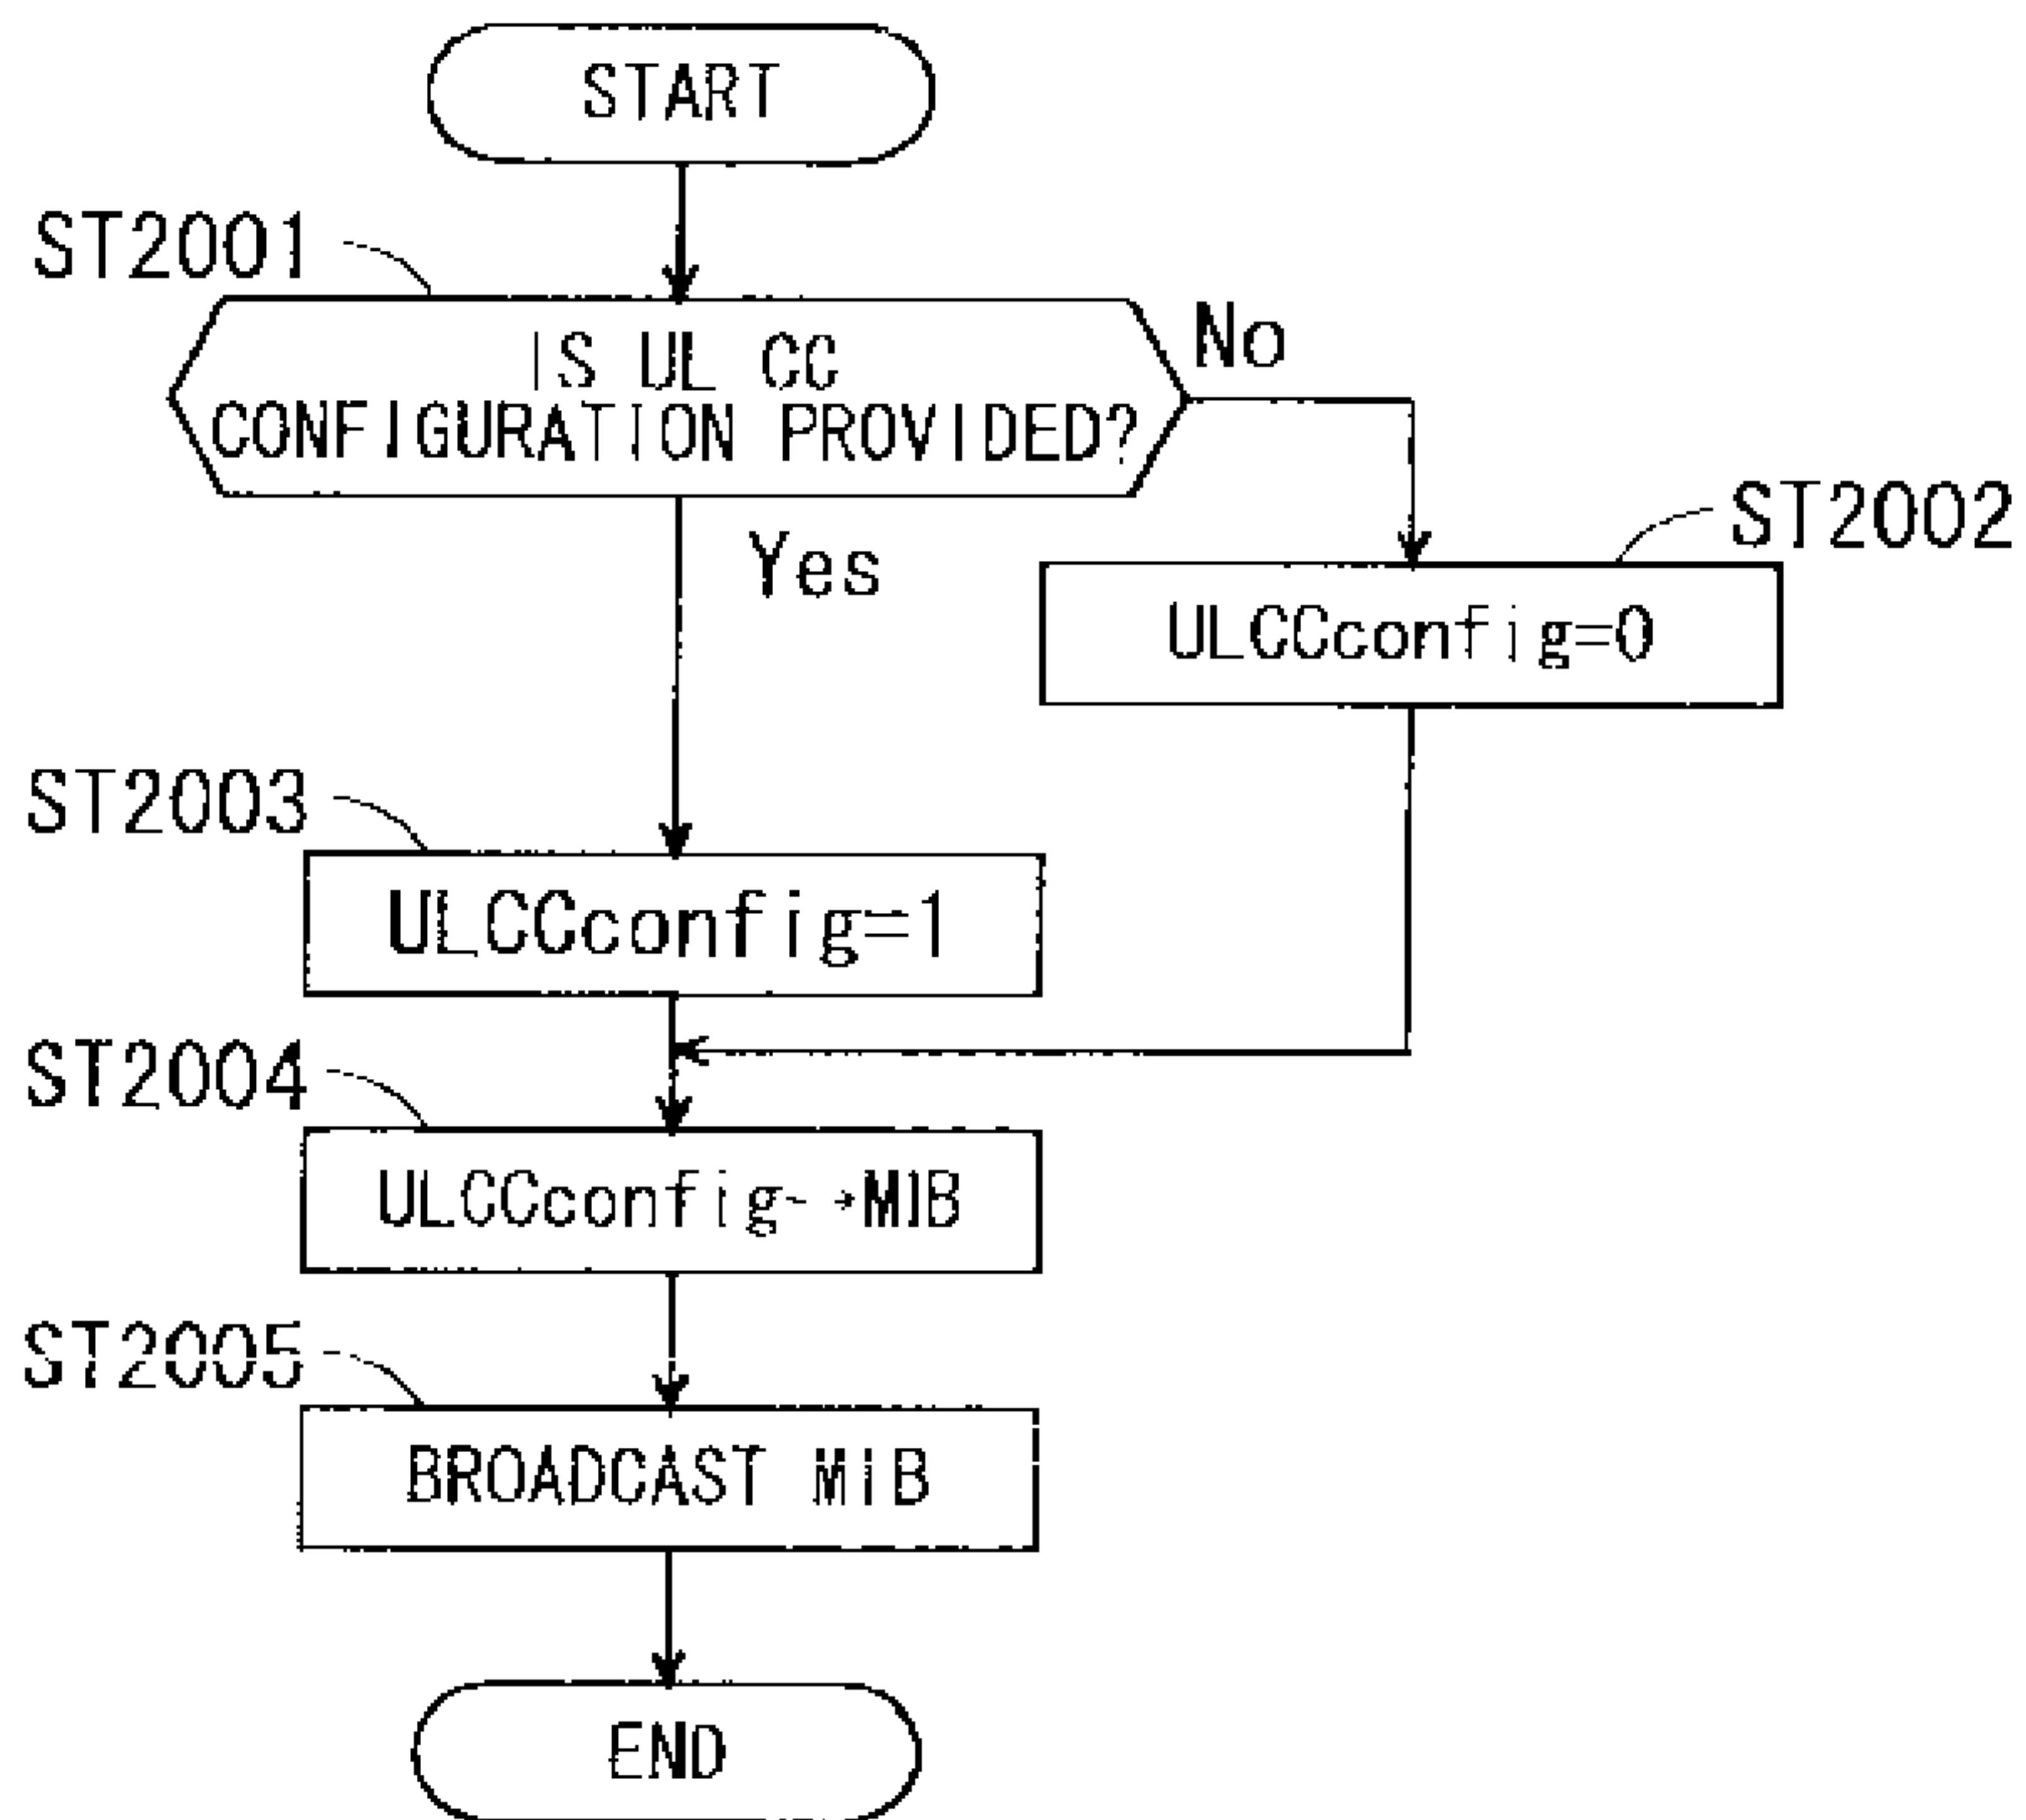 START
ST2001
IS UL CC
CONFIGURATION PROVIDED?
No
Yes
ST2002
ULCCconfig=0
ST2003
ULCCconfig=1
ST2004
ULCCconfig→MIB
ST2005
BROADCAST MIB
END